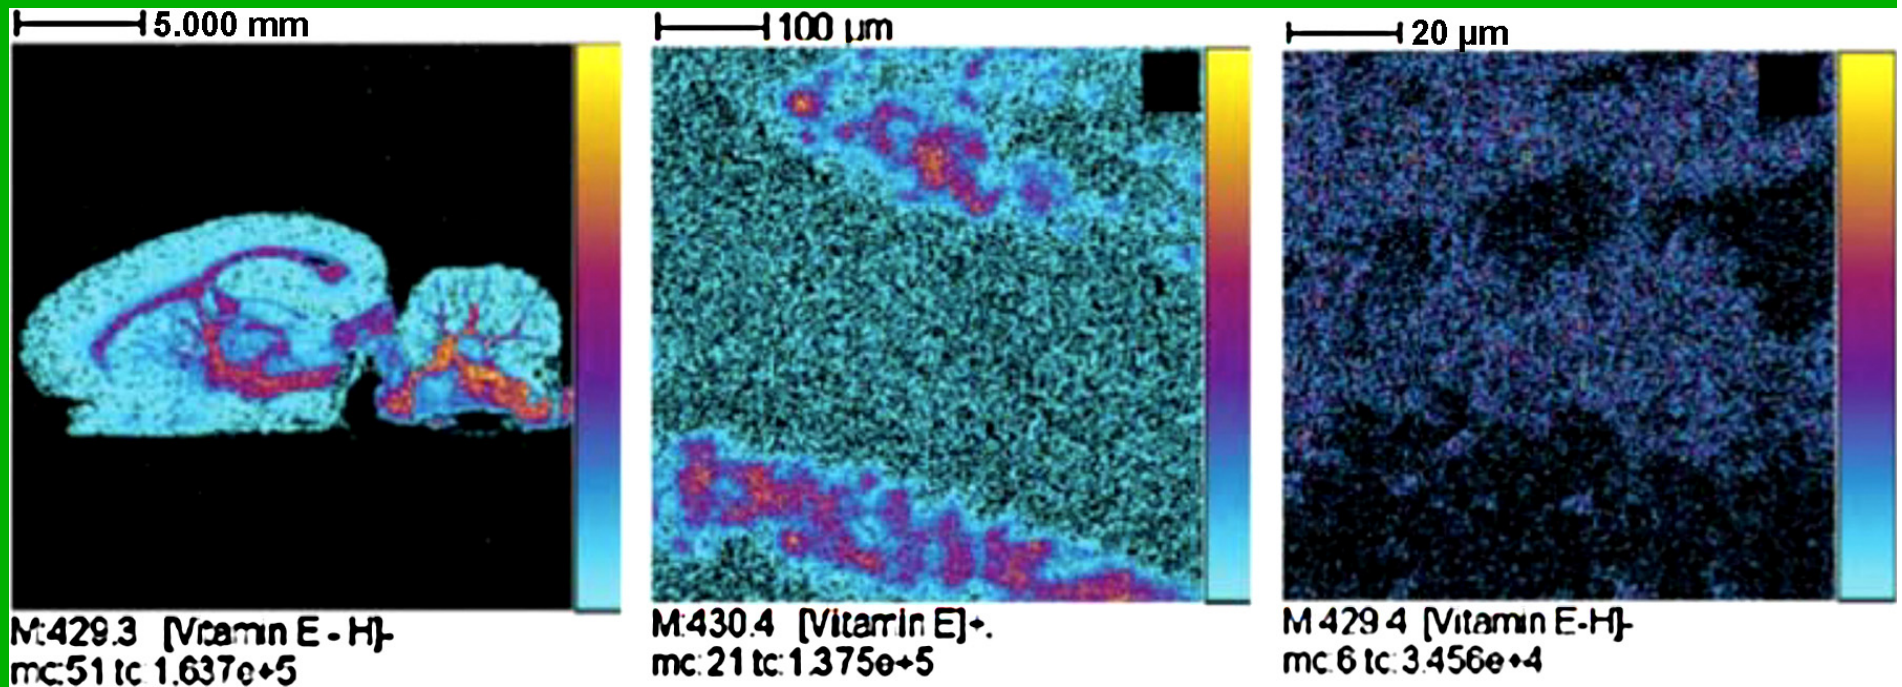 5.000 mm
100 µm
20 µm
M:429.3 [Vitamin E - H]-
mc:51 tc:1.637e+5
M:430.4 [Vitamin E]+.
mc:21 tc:1.375e+5
M:429.4 [Vitamin E-H]-
mc:6 tc:3.456e+4